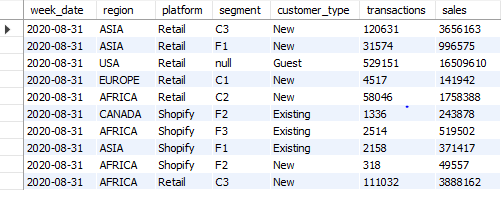 week_date region platform segment customer_type transactions sales
2020-08-31 ASIA Retail C3 New 120631 3656163
2020-08-31 ASIA Retail F1 New 31574 996575
2020-08-31 USA Retail null Guest 529151 16509610
2020-08-31 EUROPE Retail C1 New 4517 141942
2020-08-31 AFRICA Retail C2 New 58046 1758388
2020-08-31 CANADA Shopify F2 Existing 1336 243878
2020-08-31 AFRICA Shopify F3 Existing 2514 519502
2020-08-31 ASIA Shopify F1 Existing 2158 371417
2020-08-31 AFRICA Shopify F2 New 318 49557
2020-08-31 AFRICA Retail C3 New 111032 3888162